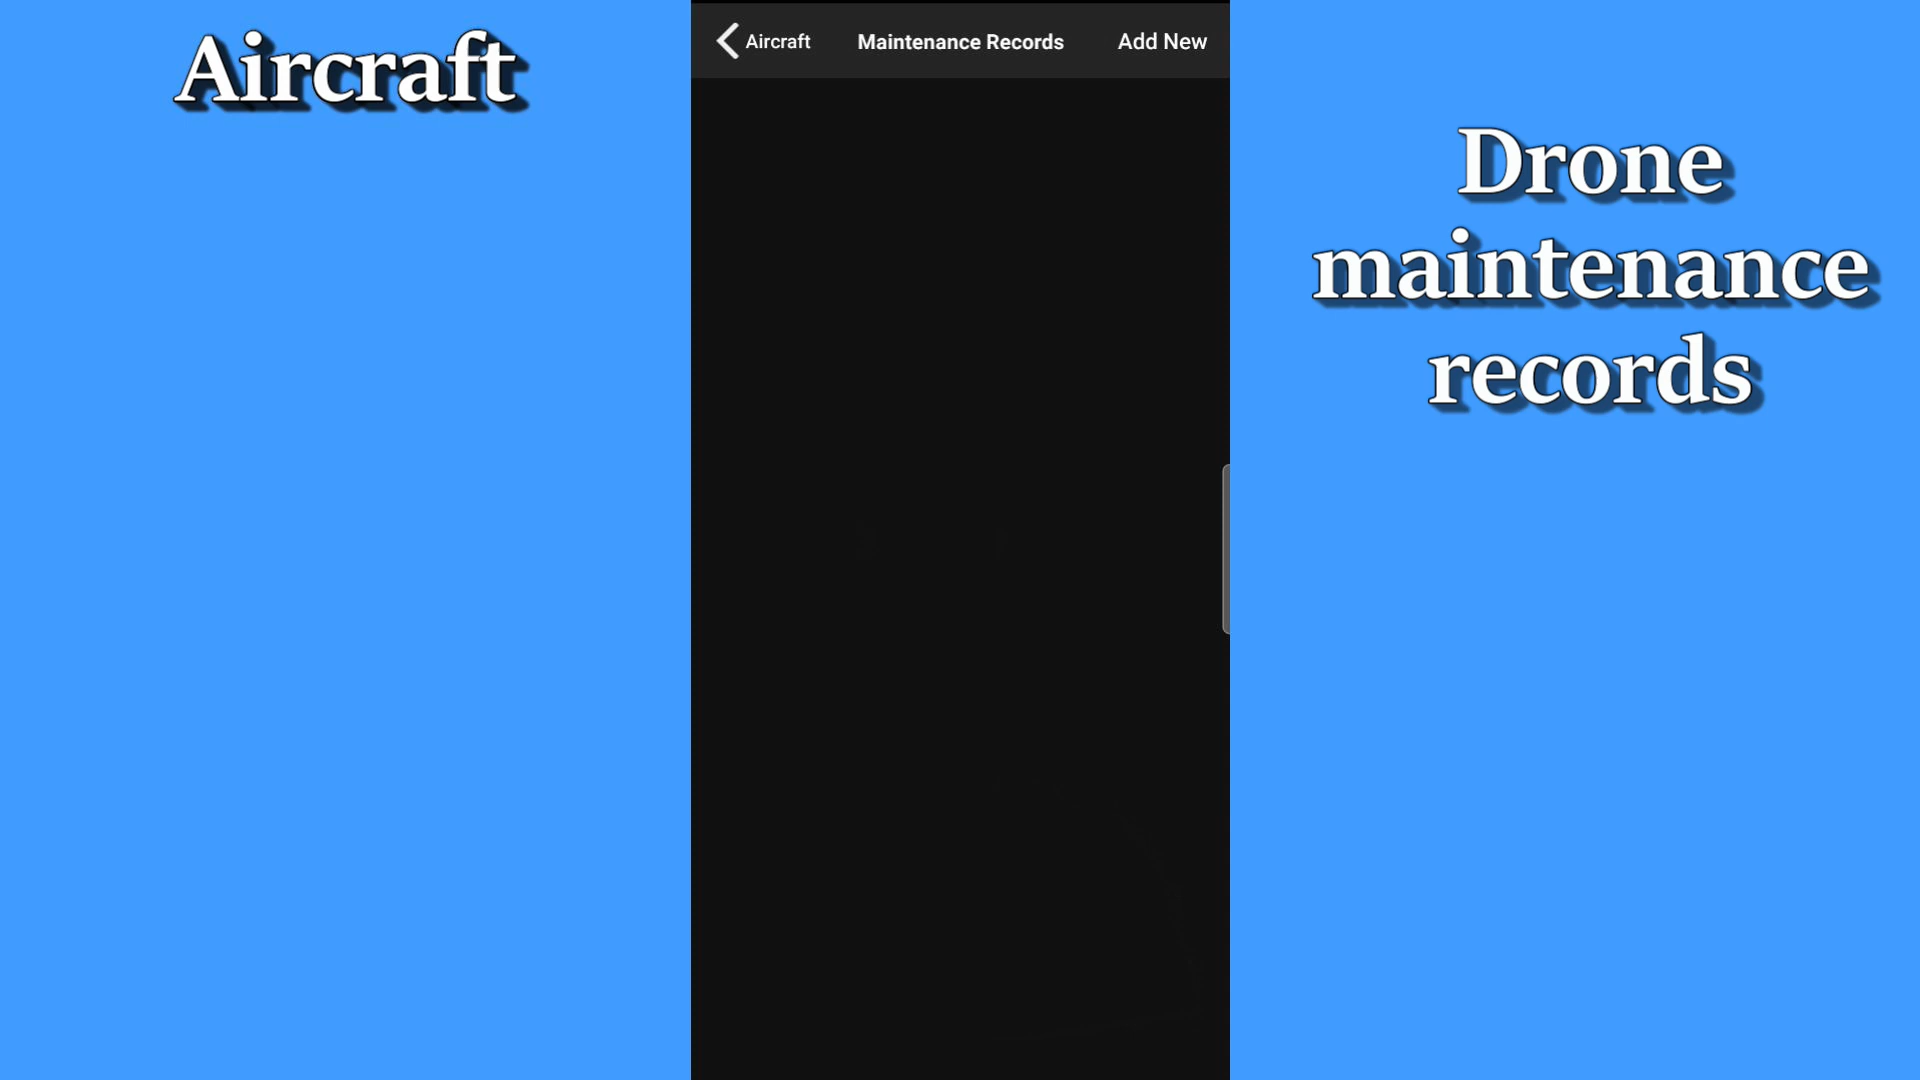 Aircraft
Aircraft Maintenance Records Add New
Drone
maintenance
records